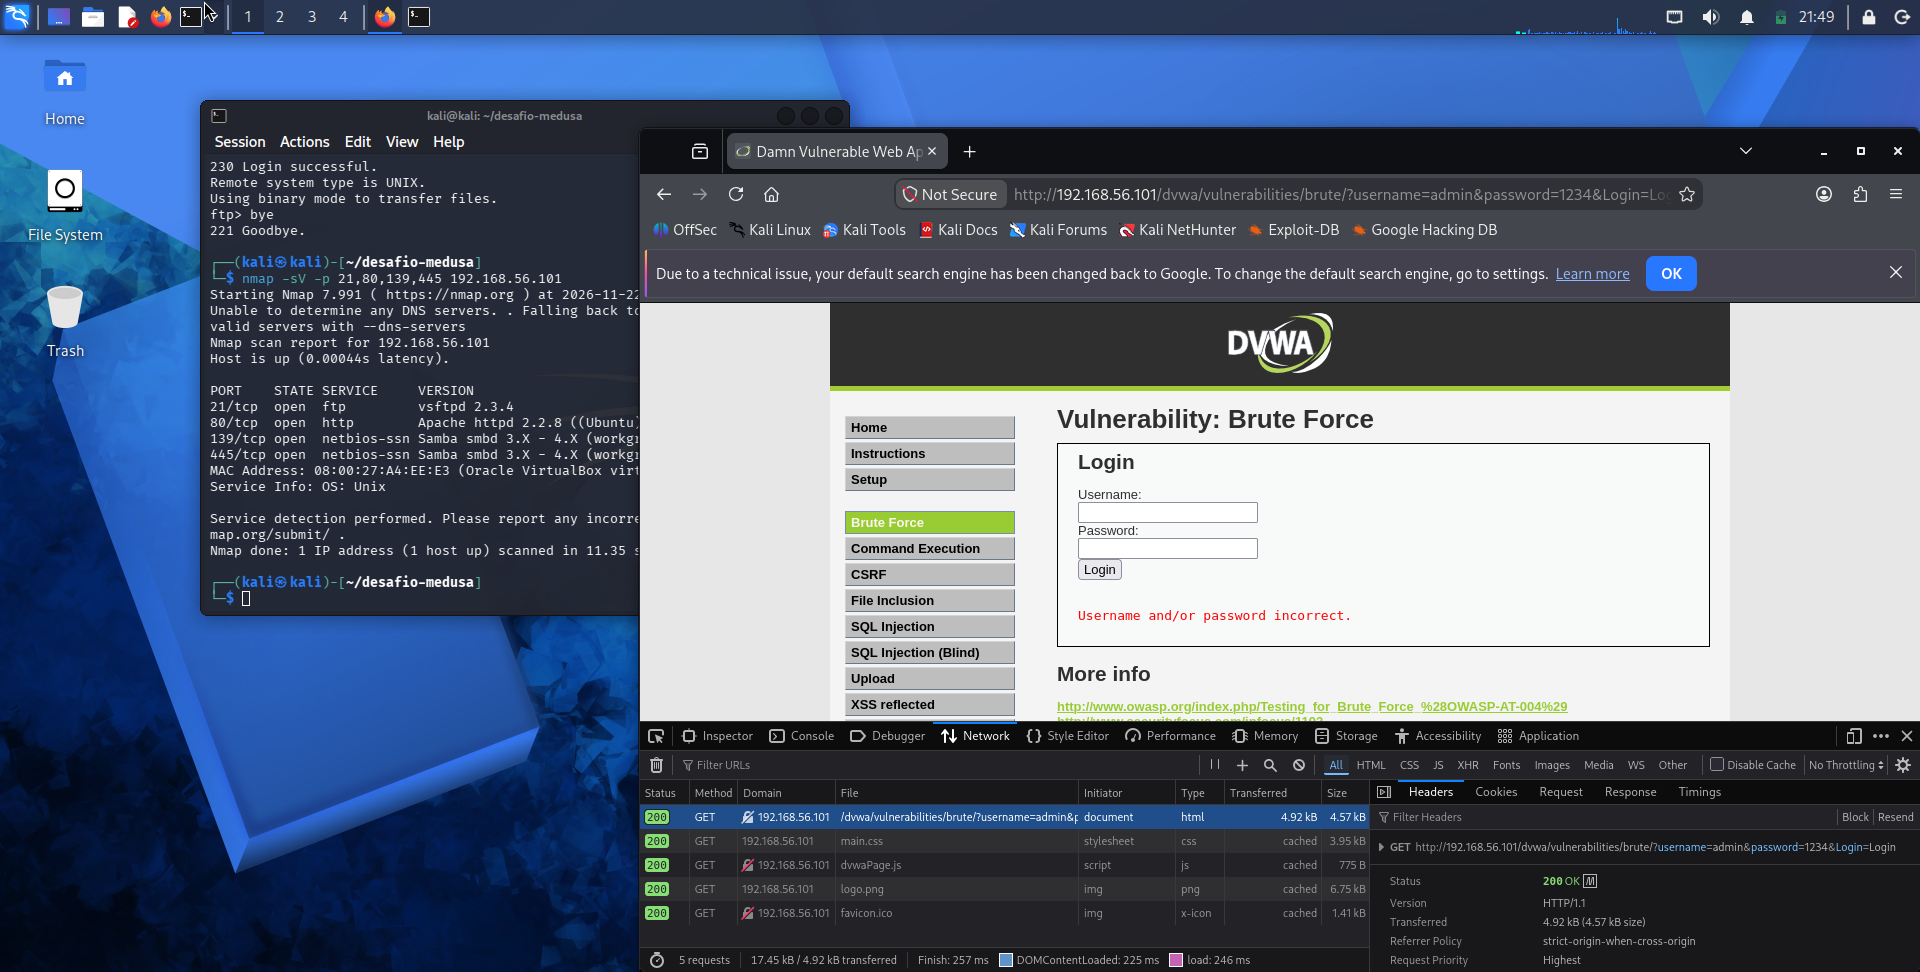 1 2 3 4
21:49
Home
File System
Trash
kali@kali: ~/desafio-medusa
Session Actions Edit View Help
230 Login successful.
Remote system type is UNIX.
Using binary mode to transfer files.
ftp> bye
221 Goodbye.
┌──(kali㉿kali)-[~/desafio-medusa]
└─$ nmap -sV -p 21,80,139,445 192.168.56.101
Starting Nmap 7.991 ( https://nmap.org ) at 2026-11-22
Unable to determine any DNS servers. . Falling back to
valid servers with --dns-servers
Nmap scan report for 192.168.56.101
Host is up (0.00044s latency).
PORT STATE SERVICE VERSION
21/tcp open ftp vsftpd 2.3.4
80/tcp open http Apache httpd 2.2.8 ((Ubuntu)
139/tcp open netbios-ssn Samba smbd 3.X - 4.X (workgr
445/tcp open netbios-ssn Samba smbd 3.X - 4.X (workgr
MAC Address: 08:00:27:A4:EE:E3 (Oracle VirtualBox virt
Service Info: OS: Unix
Service detection performed. Please report any incorre
map.org/submit/ .
Nmap done: 1 IP address (1 host up) scanned in 11.35 s
┌──(kali㉿kali)-[~/desafio-medusa]
└─$
Damn Vulnerable Web Ap
Not Secure http://192.168.56.101/dvwa/vulnerabilities/brute/?username=admin&password=1234&Login=Lo
OffSec Kali Linux Kali Tools Kali Docs Kali Forums Kali NetHunter Exploit-DB Google Hacking DB
Due to a technical issue, your default search engine has been changed back to Google. To change the default search engine, go to settings. Learn more OK
DVWA
Home
Instructions
Setup
Brute Force
Command Execution
CSRF
File Inclusion
SQL Injection
SQL Injection (Blind)
Upload
XSS reflected
Vulnerability: Brute Force
Login
Username:
Password:
Login
Username and/or password incorrect.
More info
http://www.owasp.org/index.php/Testing_for_Brute_Force_%28OWASP-AT-004%29
Inspector Console Debugger Network Style Editor Performance Memory Storage Accessibility Application
Filter URLs
All HTML CSS JS XHR Fonts Images Media WS Other Disable Cache No Throttling
Status Method Domain File Initiator Type Transferred Size
200 GET 192.168.56.101 /dvwa/vulnerabilities/brute/?username=admin&p document html 4.92 kB 4.57 kB
200 GET 192.168.56.101 main.css stylesheet css cached 3.95 kB
200 GET 192.168.56.101 dvwaPage.js script js cached 775 B
200 GET 192.168.56.101 logo.png img png cached 6.75 kB
200 GET 192.168.56.101 favicon.ico img x-icon cached 1.41 kB
5 requests 17.45 kB / 4.92 kB transferred Finish: 257 ms DOMContentLoaded: 225 ms load: 246 ms
Headers Cookies Request Response Timings
Filter Headers Block Resend
GET http://192.168.56.101/dvwa/vulnerabilities/brute/?username=admin&password=1234&Login=Login
Status 200 OK
Version HTTP/1.1
Transferred 4.92 kB (4.57 kB size)
Referrer Policy strict-origin-when-cross-origin
Request Priority Highest